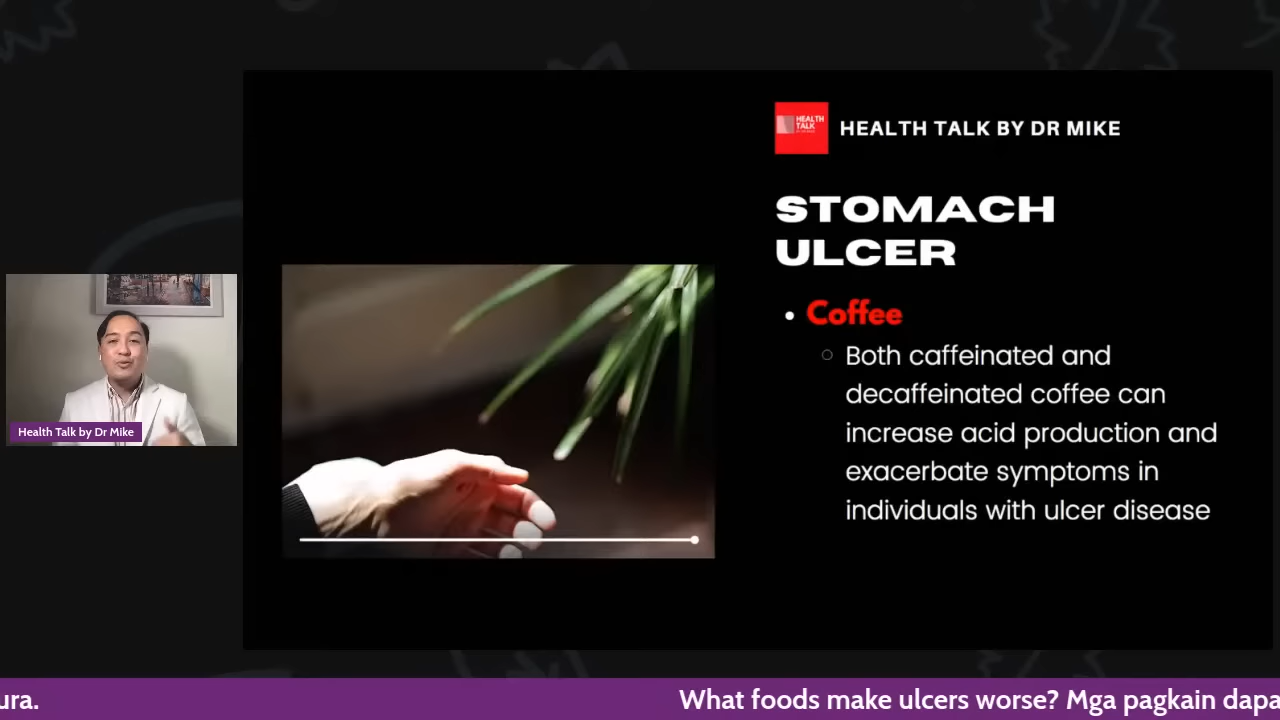 HEALTH TALK BY DR MIKE
HEALTH
TALK
STOMACH
ULCER
Coffee
Both caffeinated and
decaffeinated coffee can
increase acid production and
exacerbate symptoms in
individuals with ulcer disease
Health Talk by Dr Mike
ura.
What foods make ulcers worse? Mga pagkain dapa